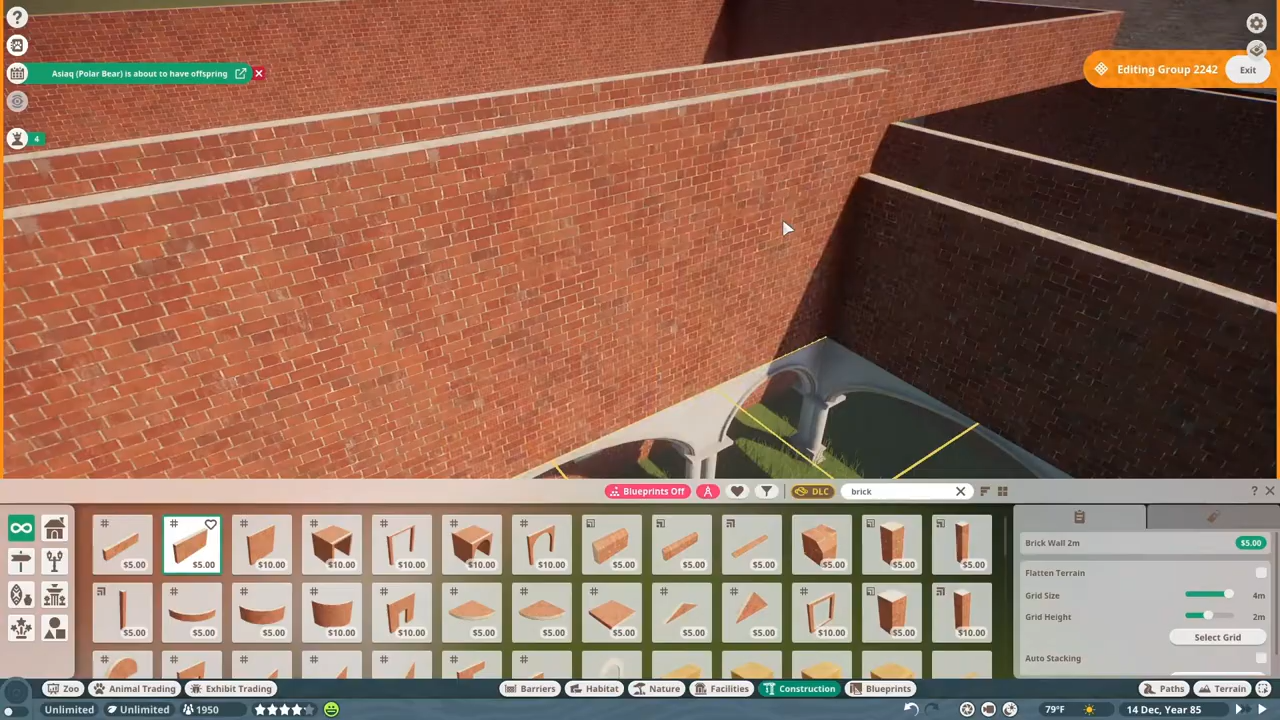 ?
Asiaq (Polar Bear) is about to have offspring
4
Editing Group 2242
Exit
Blueprints Off
DLC
brick
?
$5.00
$5.00
$10.00
$10.00
$10.00
$10.00
$10.00
$5.00
$5.00
$5.00
$5.00
$5.00
$5.00
$5.00
$5.00
$5.00
$10.00
$10.00
$5.00
$5.00
$5.00
$5.00
$5.00
$10.00
$5.00
$10.00
Brick Wall 2m
$5.00
Flatten Terrain
Grid Size
4m
Grid Height
2m
Select Grid
Auto Stacking
Zoo
Animal Trading
Exhibit Trading
Barriers
Habitat
Nature
Facilities
Construction
Blueprints
Paths
Terrain
Unlimited
Unlimited
1950
79°F
14 Dec, Year 85